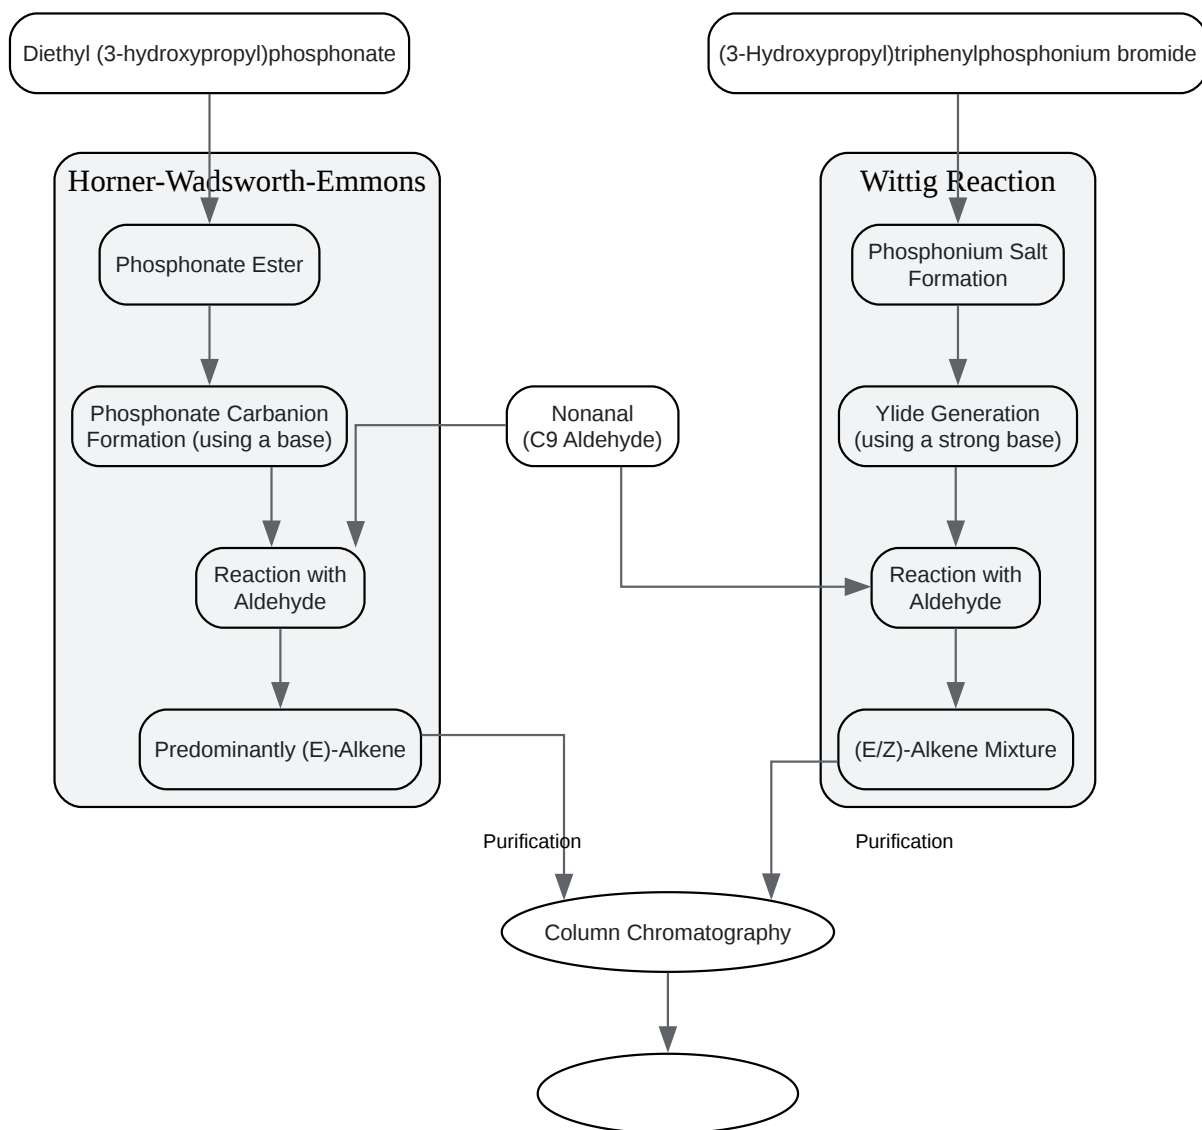 Diethyl (3-hydroxypropyl)phosphonate
(3-Hydroxypropyl)triphenylphosphonium bromide
Horner-Wadsworth-Emmons
Wittig Reaction
Phosphonate Ester
Phosphonium Salt
Formation
Phosphonate Carbanion
Formation (using a base)
Nonanal
(C9 Aldehyde)
Ylide Generation
(using a strong base)
Reaction with
Aldehyde
Reaction with
Aldehyde
Predominantly (E)-Alkene
(E/Z)-Alkene Mixture
Purification
Purification
Column Chromatography